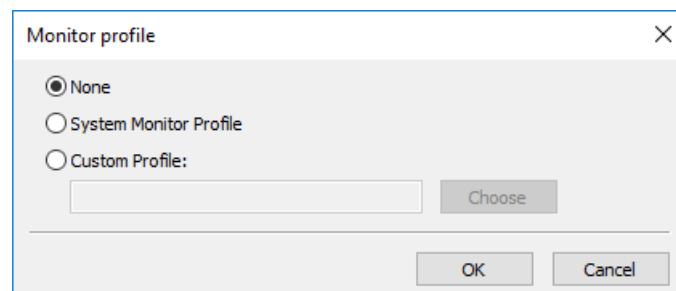 Monitor profile
None
System Monitor Profile
Custom Profile:
Choose
OK Cancel